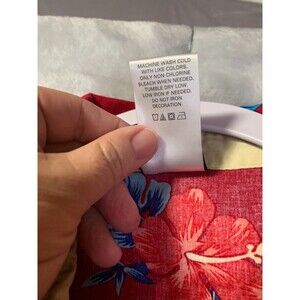 MACHINE WASH COLD
WITH LIKE COLORS.
ONLY NON CHLORINE
BLEACH WHEN NEEDED.
TUMBLE DRY LOW.
LOW IRON IF NEEDED.
DO NOT IRON
DECORATION